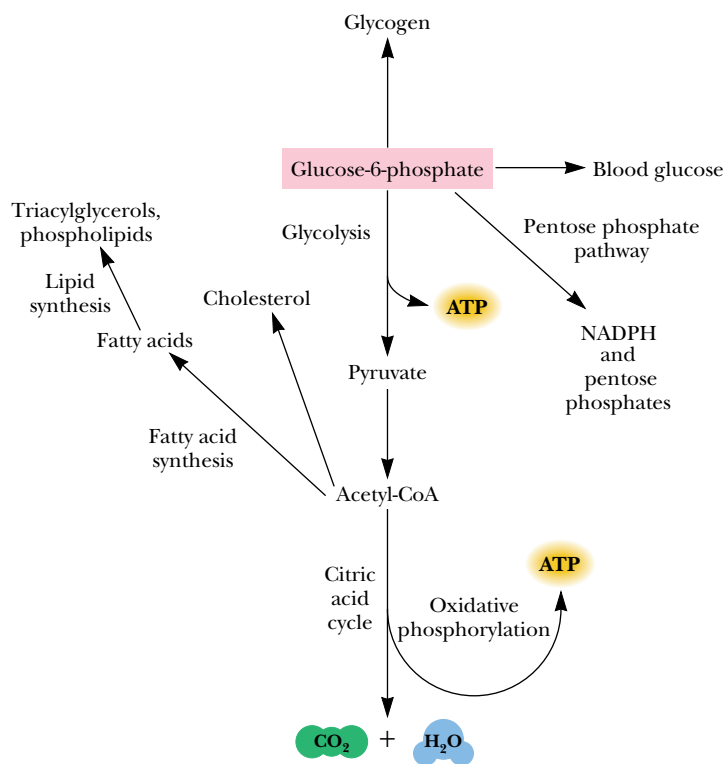 Glycogen
Glucose-6-phosphate
Blood glucose
Triacylglycerols,
phospholipids
Glycolysis
Pentose phosphate
pathway
Lipid
synthesis
Cholesterol
ATP
Fatty acids
NADPH
and
pentose
phosphates
Pyruvate
Fatty acid
synthesis
Acetyl-CoA
Citric
acid
cycle
ATP
Oxidative
phosphorylation
CO₂ + H₂O